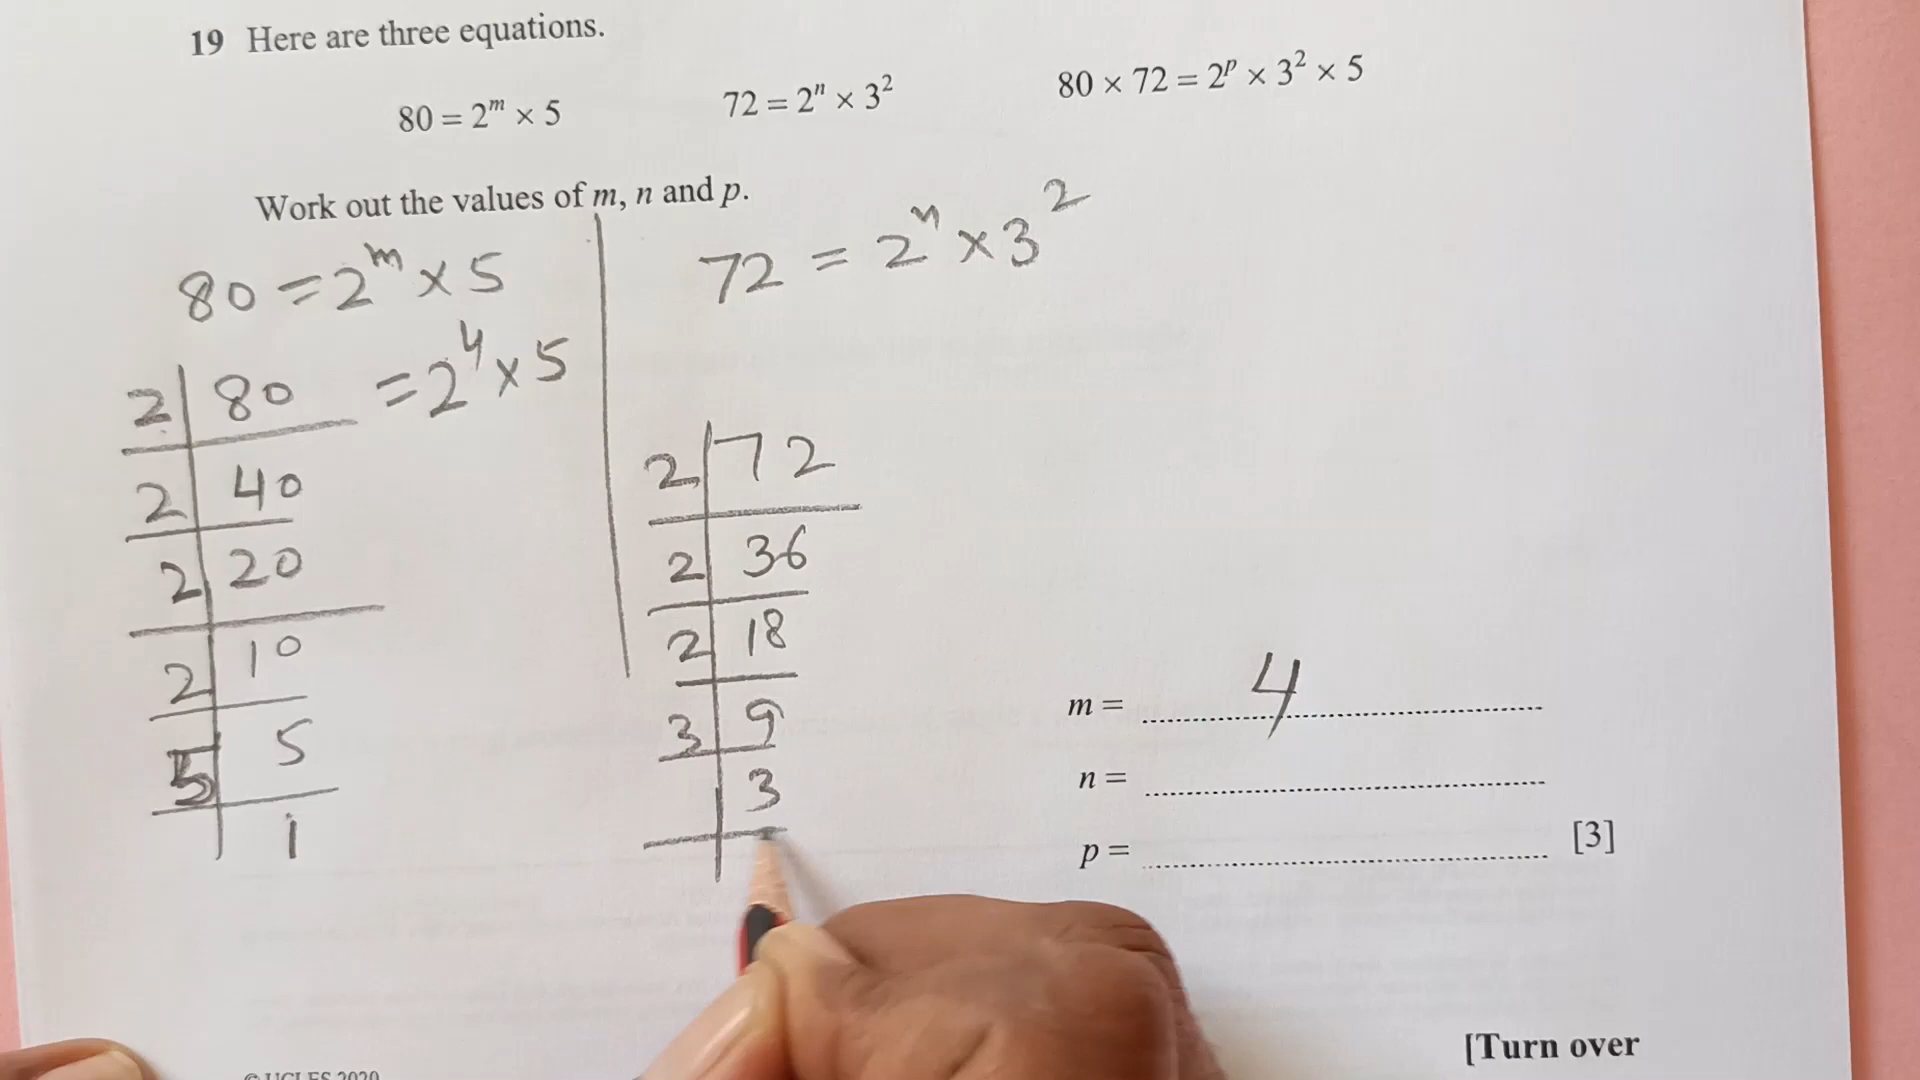 19 Here are three equations.
80 = 2^m × 5
72 = 2^n × 3^2
80 × 72 = 2^p × 3^2 × 5
Work out the values of m, n and p.
80 = 2^m × 5
= 2^4 × 5
2 | 80
2 | 40
2 | 20
2 | 10
5 | 5
1
72 = 2^n × 3^2
2 | 72
2 | 36
2 | 18
3 | 9
3
m = 4
n =
p = [3]
[Turn over
© UCLES 2020